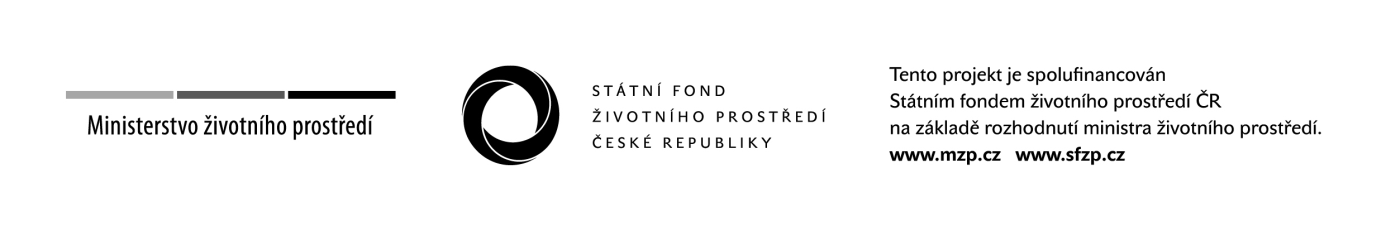 Ministerstvo životního prostředí
STÁTNÍ FOND
ŽIVOTNÍHO PROSTŘEDÍ
ČESKÉ REPUBLIKY
Tento projekt je spolufinancován
Státním fondem životního prostředí ČR
na základě rozhodnutí ministra životního prostředí.
www.mzp.cz www.sfzp.cz